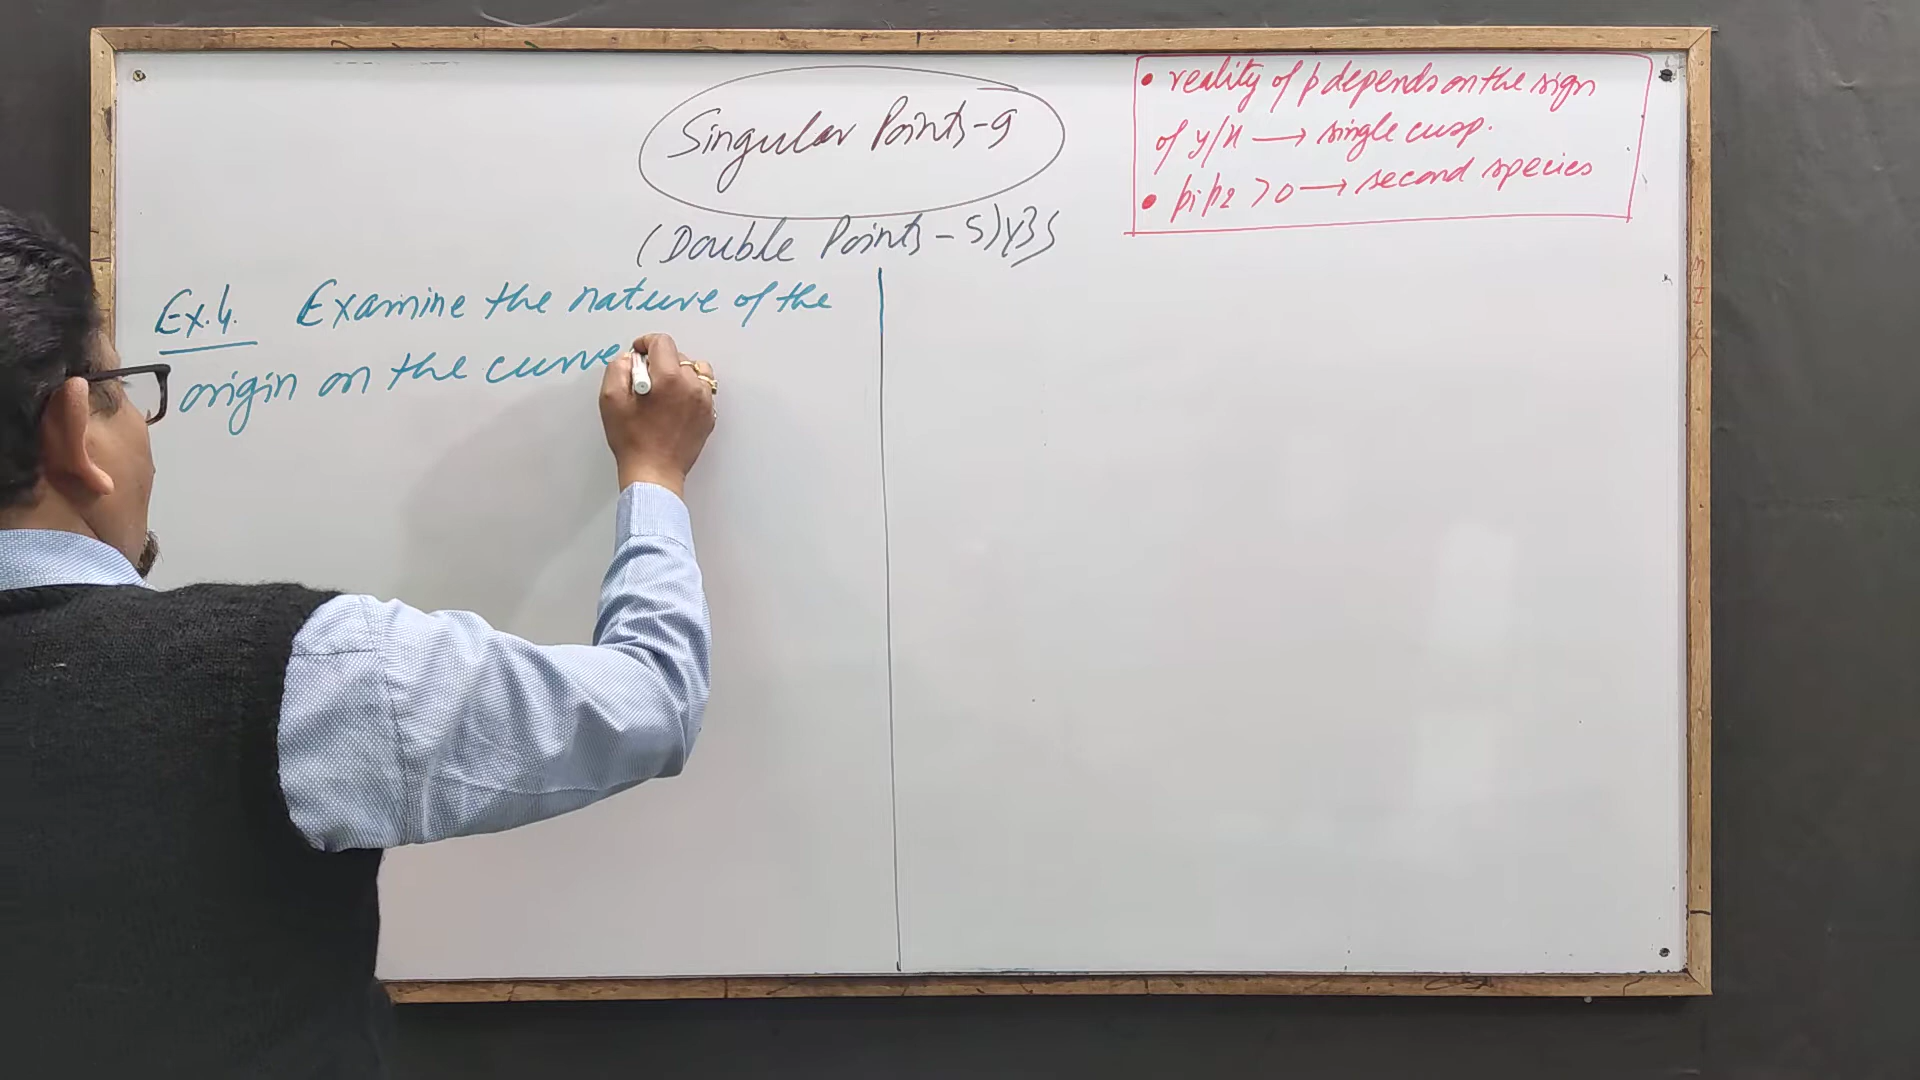 Singular Points-9
(Double Points-5)
• reality of p depends on the sign
of y/x → single cusp.
• p1p2 >0 → second species
Ex.4. Examine the nature of the
origin on the curve